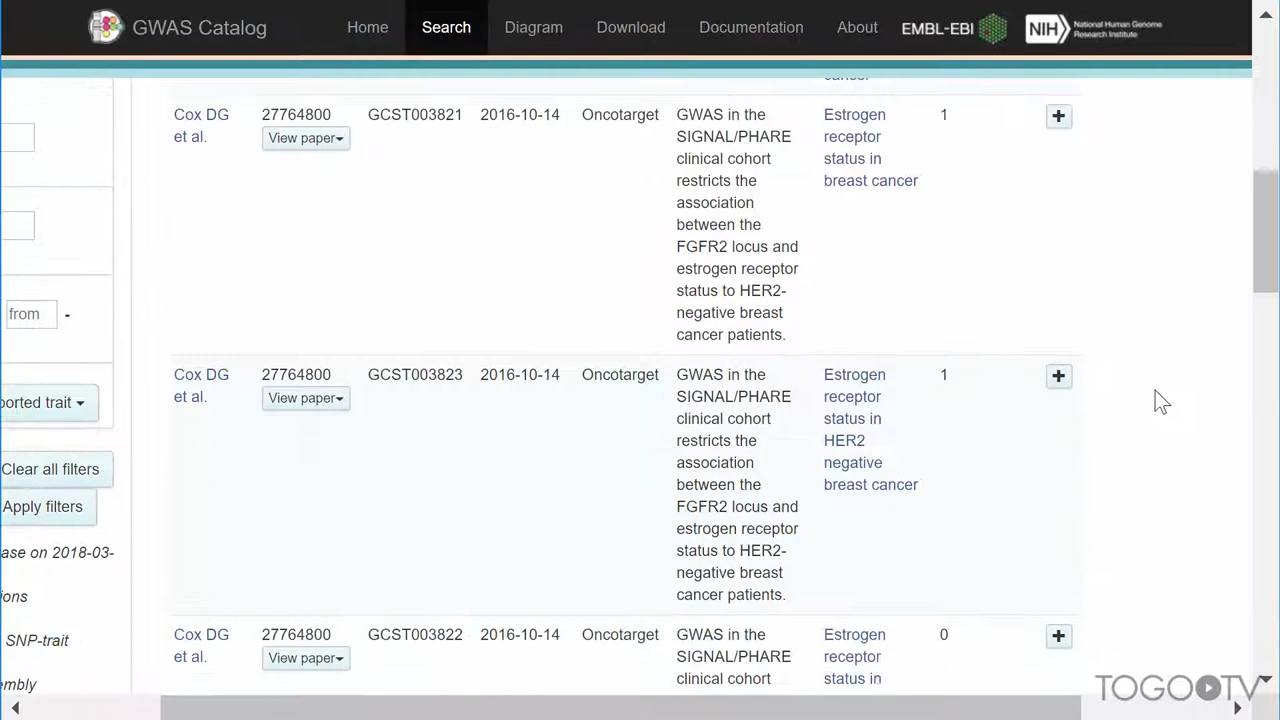 GWAS Catalog
Home
Search
Diagram
Download
Documentation
About
EMBL-EBI
NIH
National Human Genome
Research Institute
cancer.
Cox DG
et al.
27764800
View paper
GCST003821
2016-10-14
Oncotarget
GWAS in the
SIGNAL/PHARE
clinical cohort
restricts the
association
between the
FGFR2 locus and
estrogen receptor
status to HER2-
negative breast
cancer patients.
Estrogen
receptor
status in
breast cancer
1
+
Cox DG
et al.
27764800
View paper
GCST003823
2016-10-14
Oncotarget
GWAS in the
SIGNAL/PHARE
clinical cohort
restricts the
association
between the
FGFR2 locus and
estrogen receptor
status to HER2-
negative breast
cancer patients.
Estrogen
receptor
status in
HER2
negative
breast cancer
1
+
Cox DG
et al.
27764800
View paper
GCST003822
2016-10-14
Oncotarget
GWAS in the
SIGNAL/PHARE
clinical cohort
Estrogen
receptor
status in
0
+
from
-
orted trait
Clear all filters
Apply filters
ase on 2018-03-
ions
SNP-trait
embly
TOGOTV